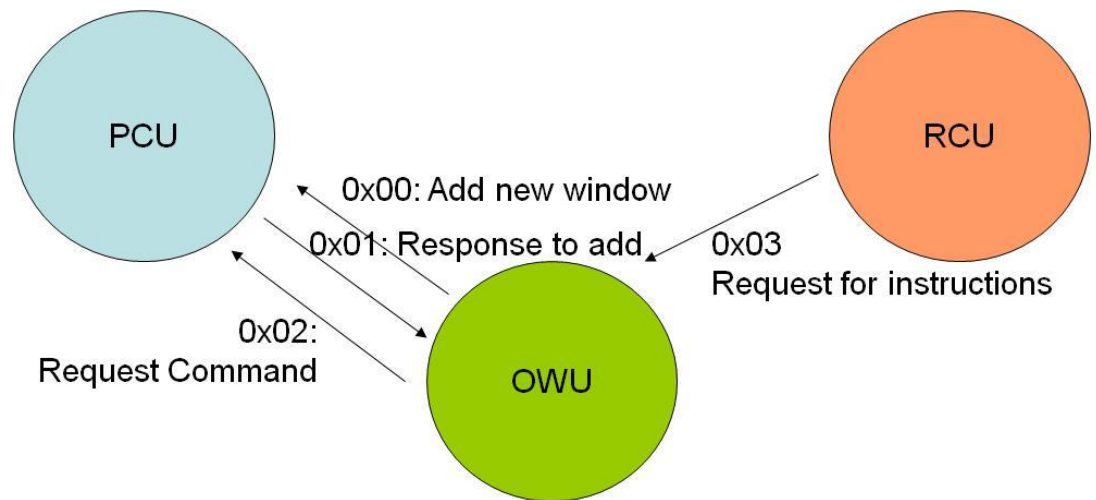 PCU
RCU
0x00: Add new window
0x01: Response to add
0x03
Request for instructions
0x02:
Request Command
OWU